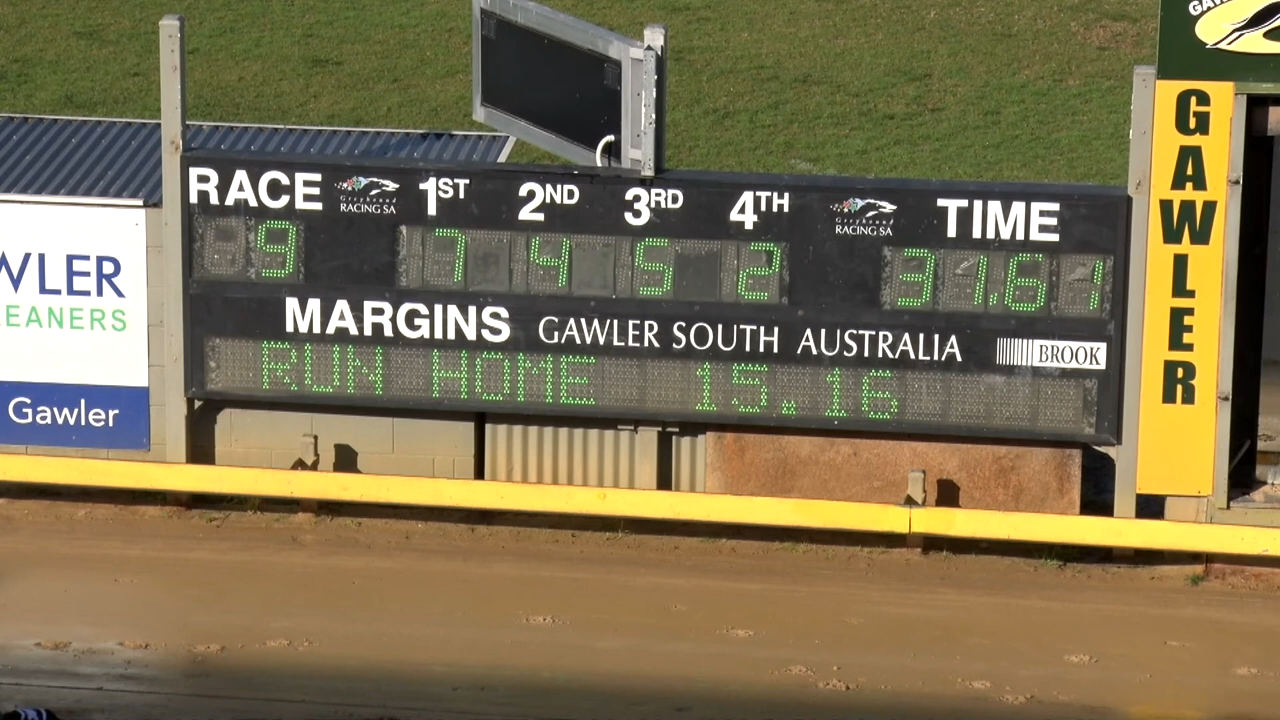 GAWLER
RACE
Greyhound
RACING SA
1ST 2ND 3RD 4TH
Greyhound
RACING SA
TIME
9 7 4 5 2 31.61
MARGINS GAWLER SOUTH AUSTRALIA BROOK
RUN HOME 15.16
WLER
EANERS
Gawler